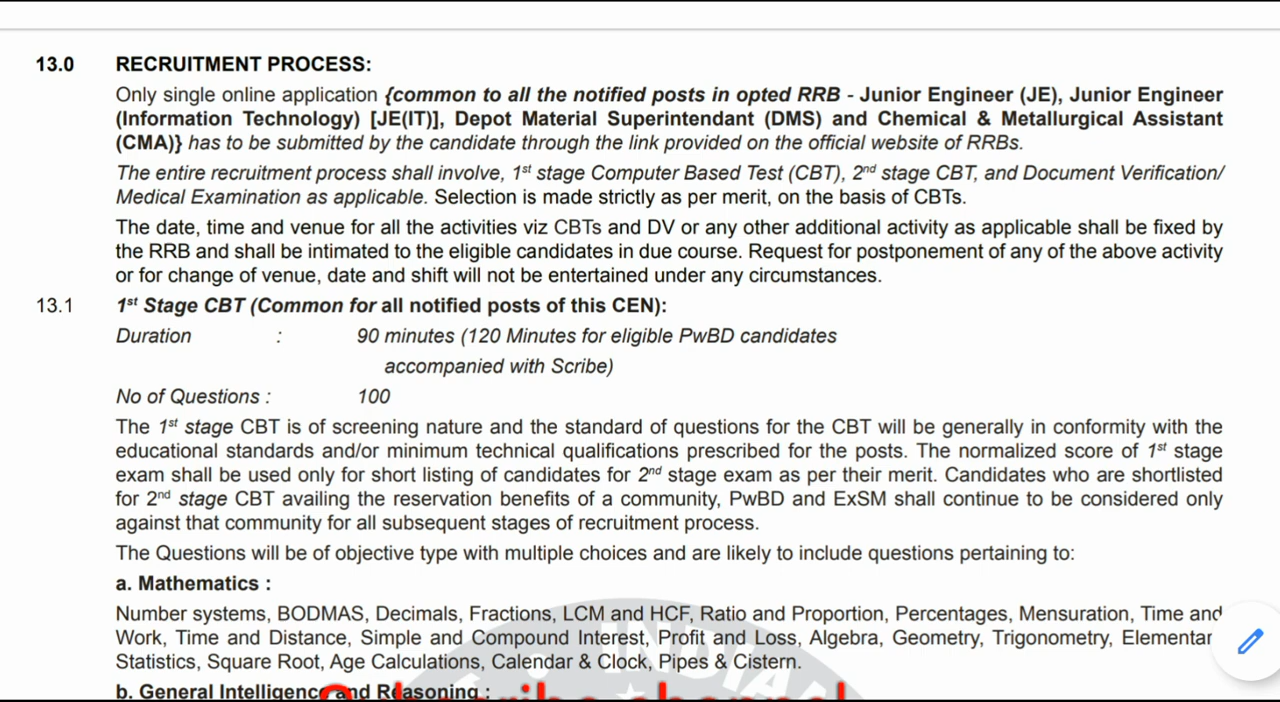 13.0 RECRUITMENT PROCESS:
Only single online application {common to all the notified posts in opted RRB - Junior Engineer (JE), Junior Engineer
(Information Technology) [JE(IT)], Depot Material Superintendant (DMS) and Chemical & Metallurgical Assistant
(CMA)} has to be submitted by the candidate through the link provided on the official website of RRBs.
The entire recruitment process shall involve, 1st stage Computer Based Test (CBT), 2nd stage CBT, and Document Verification/
Medical Examination as applicable. Selection is made strictly as per merit, on the basis of CBTs.
The date, time and venue for all the activities viz CBTs and DV or any other additional activity as applicable shall be fixed by
the RRB and shall be intimated to the eligible candidates in due course. Request for postponement of any of the above activity
or for change of venue, date and shift will not be entertained under any circumstances.
13.1 1st Stage CBT (Common for all notified posts of this CEN):
Duration : 90 minutes (120 Minutes for eligible PwBD candidates
accompanied with Scribe)
No of Questions : 100
The 1st stage CBT is of screening nature and the standard of questions for the CBT will be generally in conformity with the
educational standards and/or minimum technical qualifications prescribed for the posts. The normalized score of 1st stage
exam shall be used only for short listing of candidates for 2nd stage exam as per their merit. Candidates who are shortlisted
for 2nd stage CBT availing the reservation benefits of a community, PwBD and ExSM shall continue to be considered only
against that community for all subsequent stages of recruitment process.
The Questions will be of objective type with multiple choices and are likely to include questions pertaining to:
a. Mathematics :
Number systems, BODMAS, Decimals, Fractions, LCM and HCF, Ratio and Proportion, Percentages, Mensuration, Time and
Work, Time and Distance, Simple and Compound Interest, Profit and Loss, Algebra, Geometry, Trigonometry, Elementar
Statistics, Square Root, Age Calculations, Calendar & Clock, Pipes & Cistern.
INDIAN
b. General Intelligence and Reasoning :